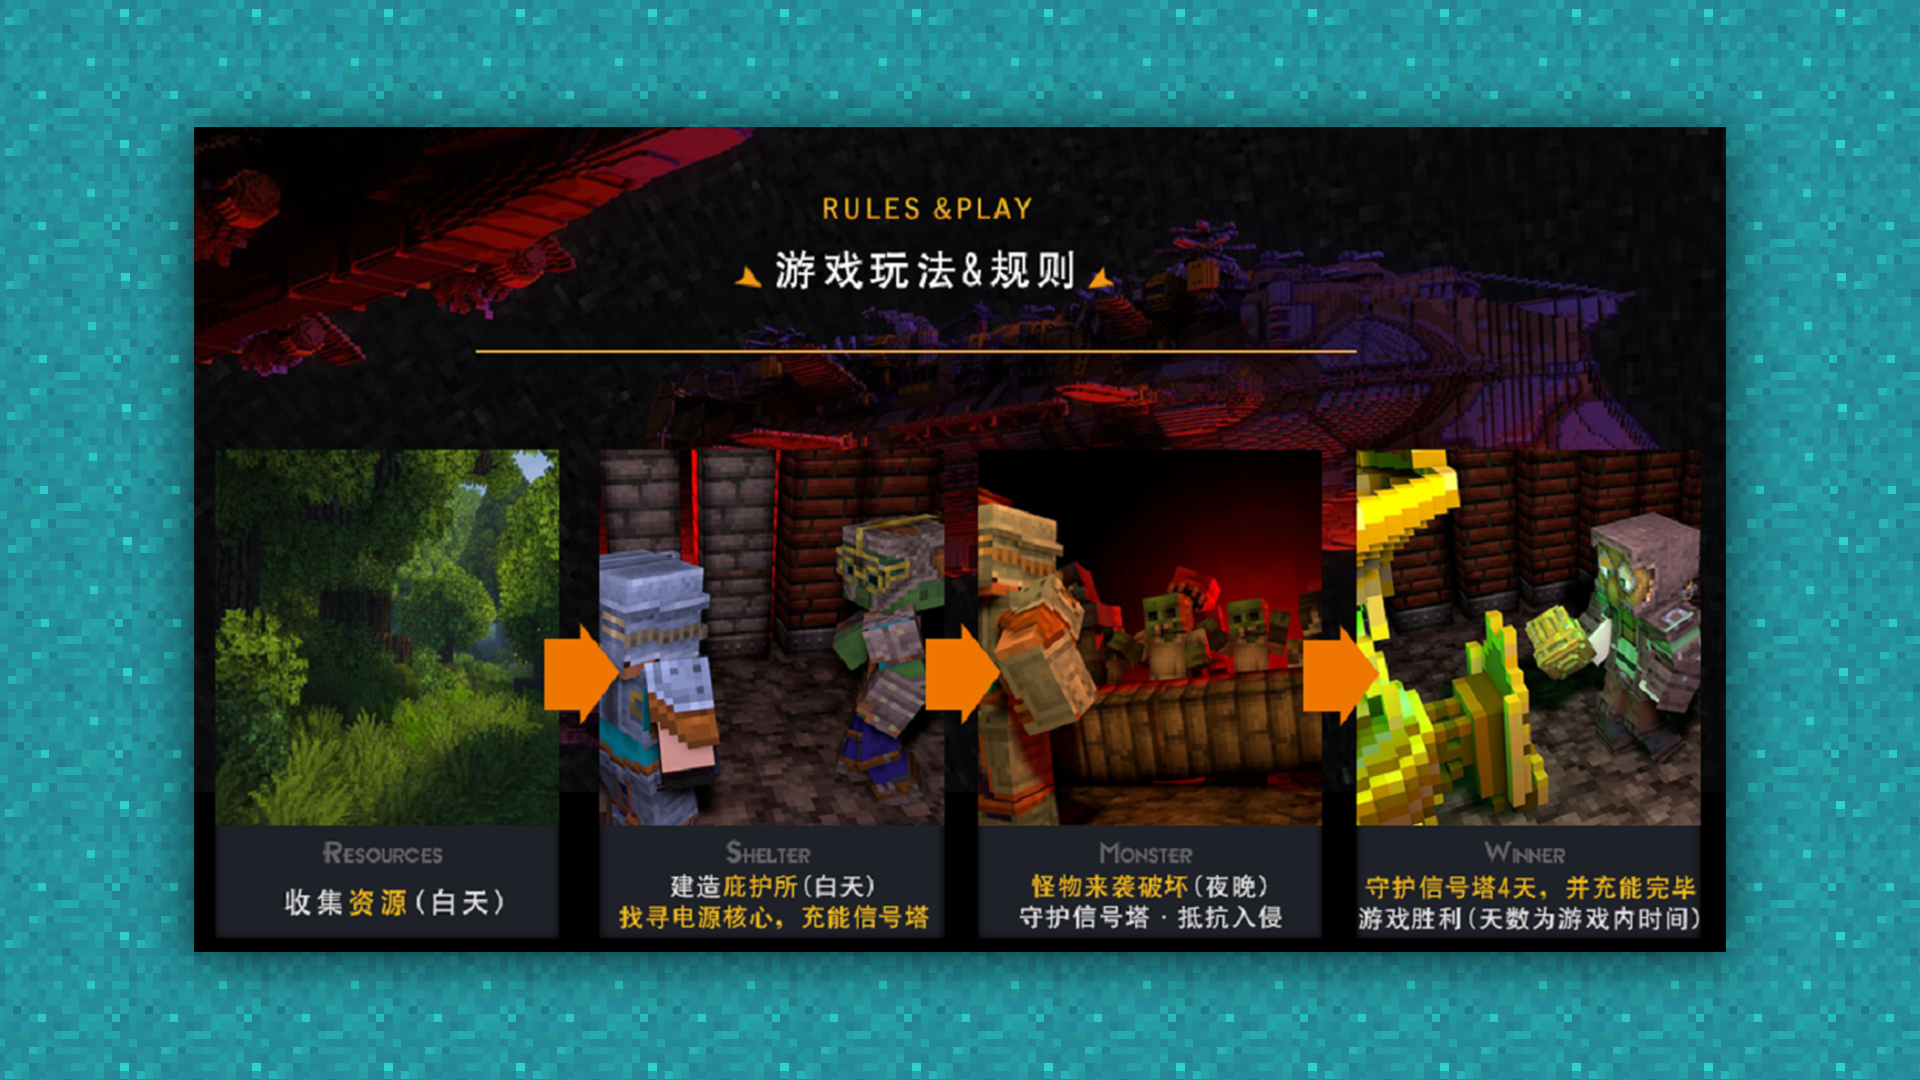 RULES &PLAY
游戏玩法&规则
RESOURCES
收集资源(白天)
SHELTER
建造庇护所(白天)
找寻电源核心，充能信号塔
MONSTER
怪物来袭破坏(夜晚)
守护信号塔·抵抗入侵
WINNER
守护信号塔4天，并充能完毕
游戏胜利(天数为游戏内时间)